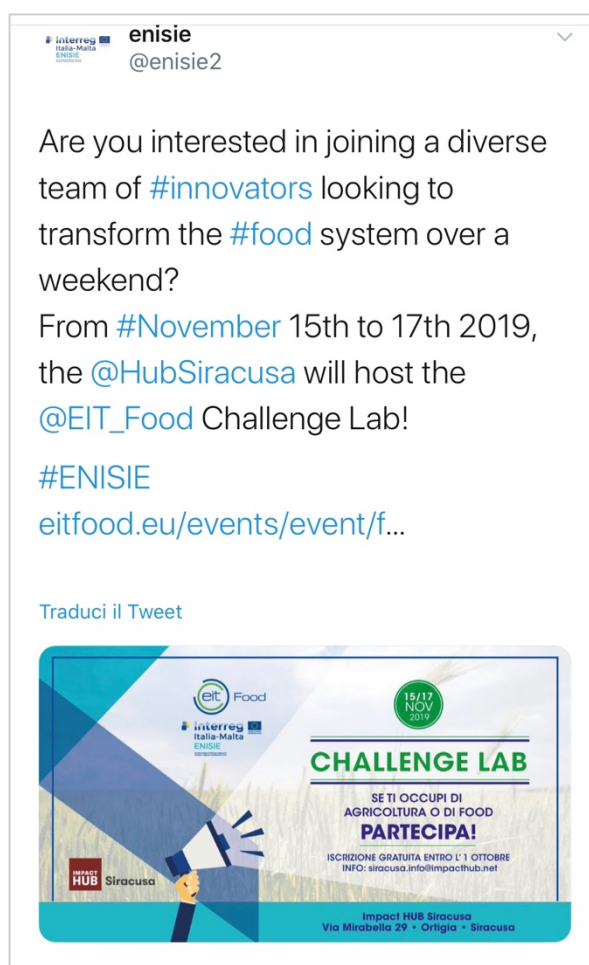 Interreg
Italia-Malta
ENISIE
enisie
@enisie2
Are you interested in joining a diverse
team of #innovators looking to
transform the #food system over a
weekend?
From #November 15th to 17th 2019,
the @HubSiracusa will host the
@EIT_Food Challenge Lab!
#ENISIE
eitfood.eu/events/event/f...
Traduci il Tweet
eit Food
Interreg
Italia-Malta
ENISIE
15/17
NOV
2019
CHALLENGE LAB
SE TI OCCUPI DI
AGRICOLTURA O DI FOOD
PARTECIPA!
ISCRIZIONE GRATUITA ENTRO L' 1 OTTOBRE
INFO: siracusa.info@impacthub.net
IMPACT
HUB Siracusa
Impact HUB Siracusa
Via Mirabella 29 • Ortigia • Siracusa